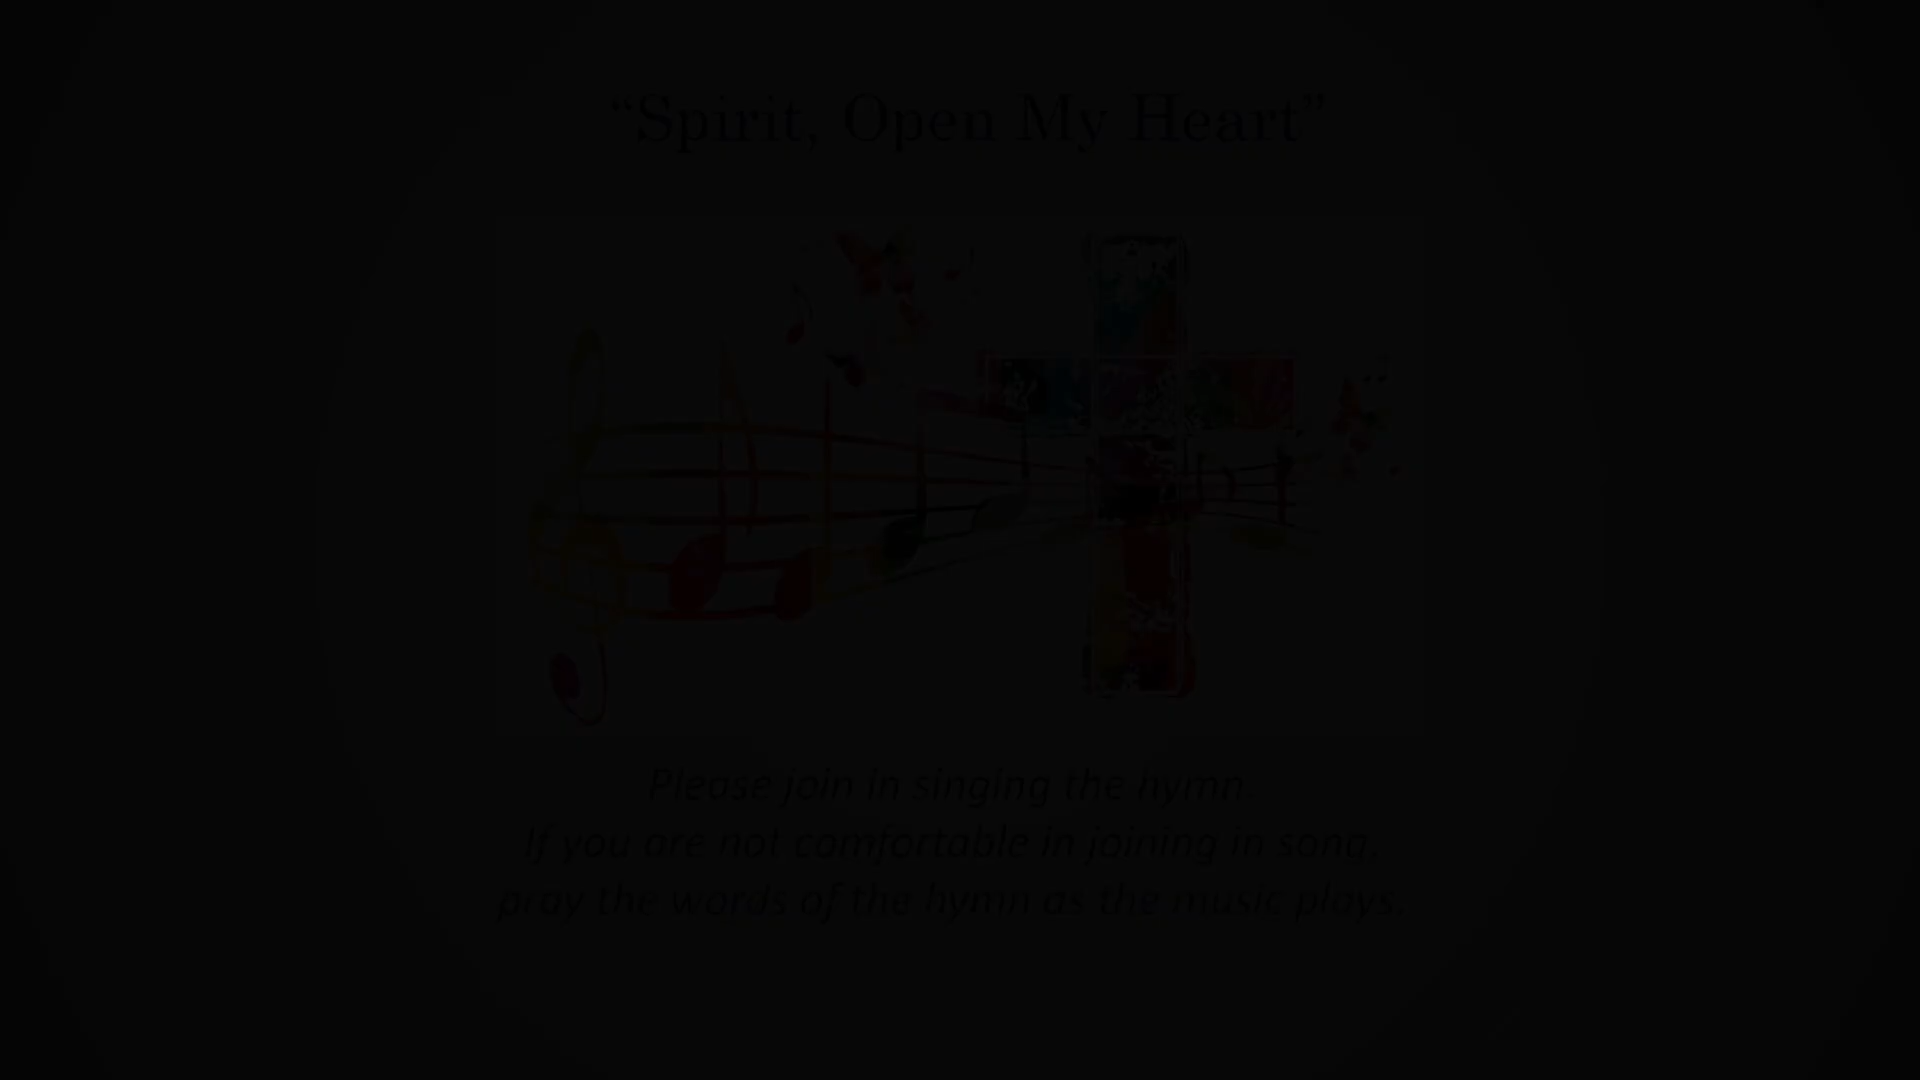 “Spirit, Open My Heart”
Please join in singing the hymn.
If you are not comfortable in joining in song,
pray the words of the hymn as the music plays.